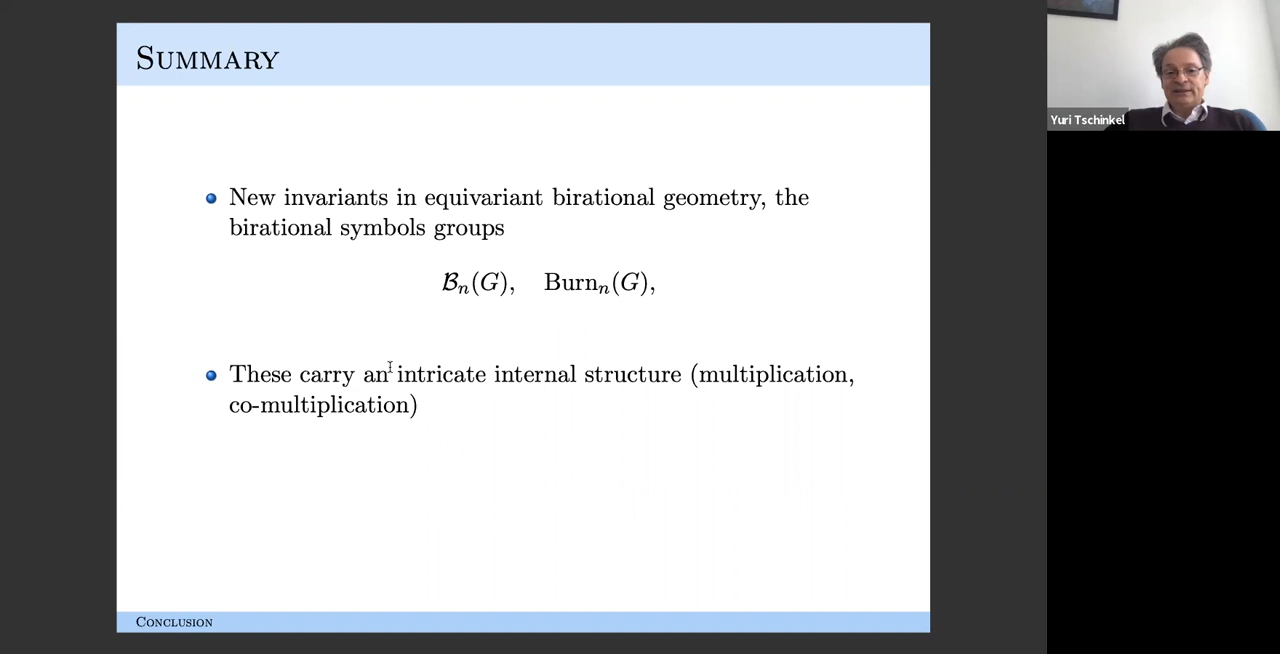 Summary
New invariants in equivariant birational geometry, the
birational symbols groups
𝓑ₙ(G), Burnₙ(G),
These carry an intricate internal structure (multiplication,
co-multiplication)
Conclusion
Yuri Tschinkel